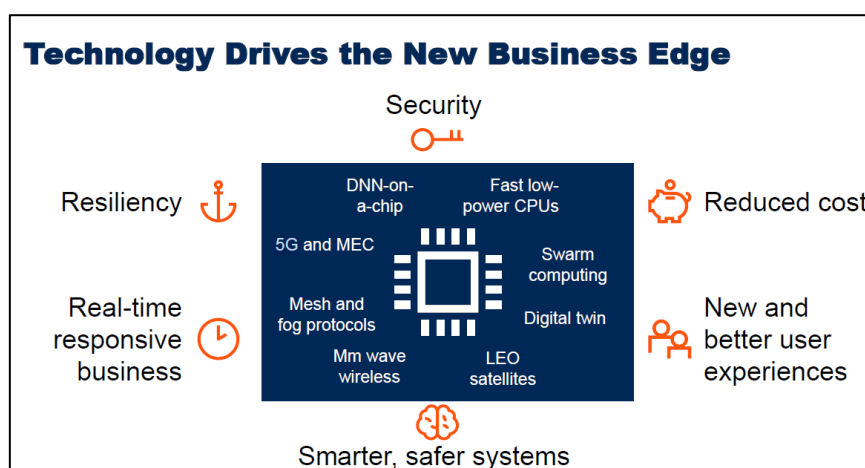 Technology Drives the New Business Edge
Security
Resiliency
Reduced cost
Real-time
responsive
business
New and
better user
experiences
DNN-on-
a-chip
Fast low-
power CPUs
5G and MEC
Swarm
computing
Mesh and
fog protocols
Digital twin
Mm wave
wireless
LEO
satellites
Smarter, safer systems